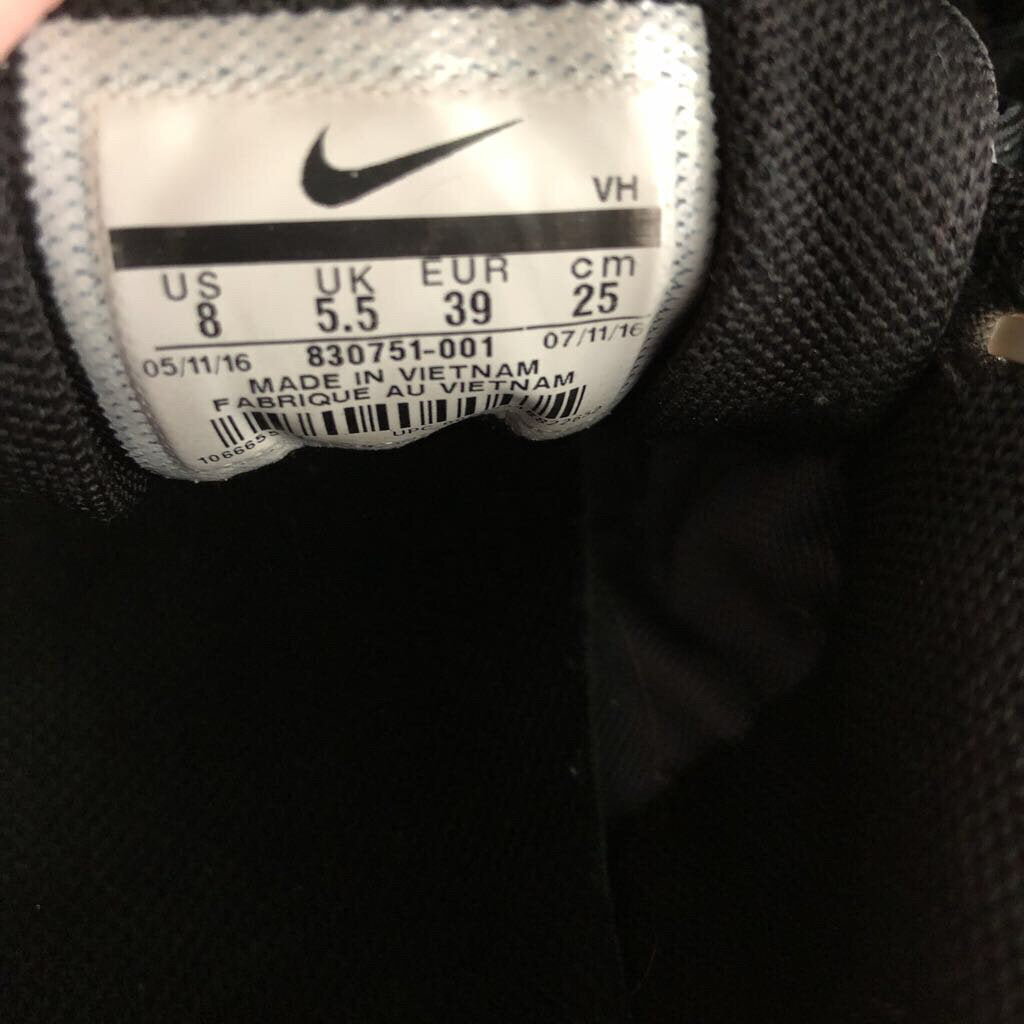 VH
US UK EUR cm
8 5.5 39 25
05/11/16 830751-001 07/11/16
MADE IN VIETNAM
FABRIQUE AU VIETNAM